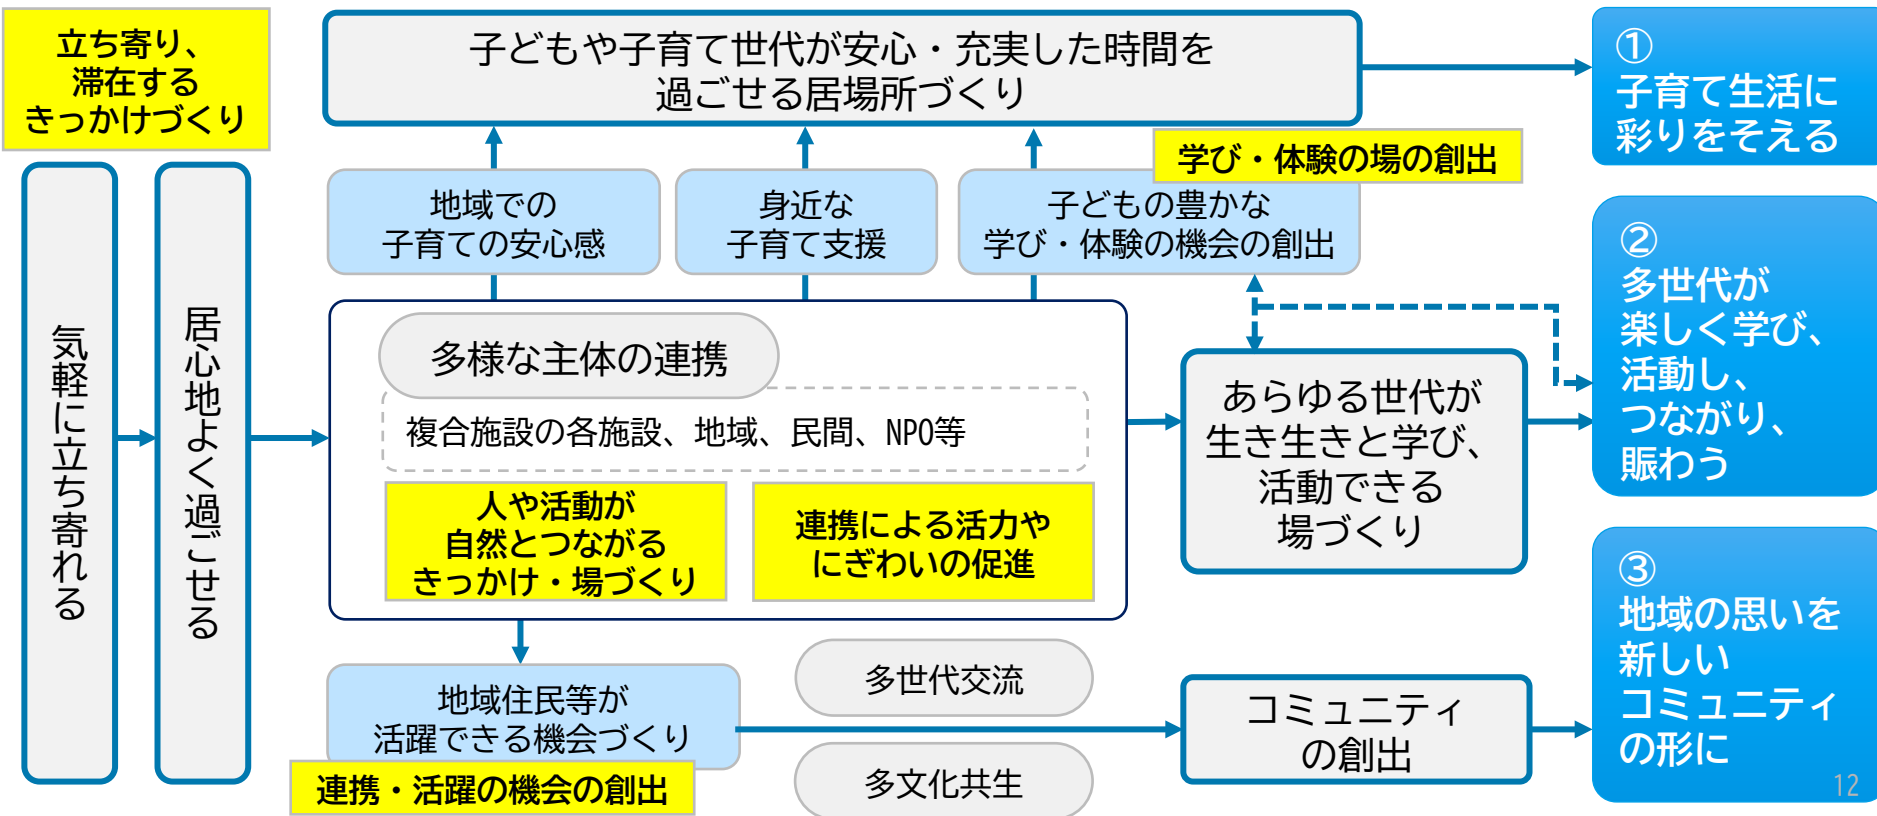 立ち寄り、
滞在する
きっかけづくり
気軽に立ち寄れる
居心地よく過ごせる
子どもや子育て世代が安心・充実した時間を
過ごせる居場所づくり
学び・体験の場の創出
地域での
子育ての安心感
身近な
子育て支援
子どもの豊かな
学び・体験の機会の創出
多様な主体の連携
複合施設の各施設、地域、民間、NPO等
人や活動が
自然とつながる
きっかけ・場づくり
連携による活力や
にぎわいの促進
あらゆる世代が
生き生きと学び、
活動できる
場づくり
地域住民等が
活躍できる機会づくり
連携・活躍の機会の創出
多世代交流
多文化共生
コミュニティ
の創出
①
子育て生活に
彩りをそえる
②
多世代が
楽しく学び、
活動し、
つながり、
賑わう
③
地域の思いを
新しい
コミュニティ
の形に
12